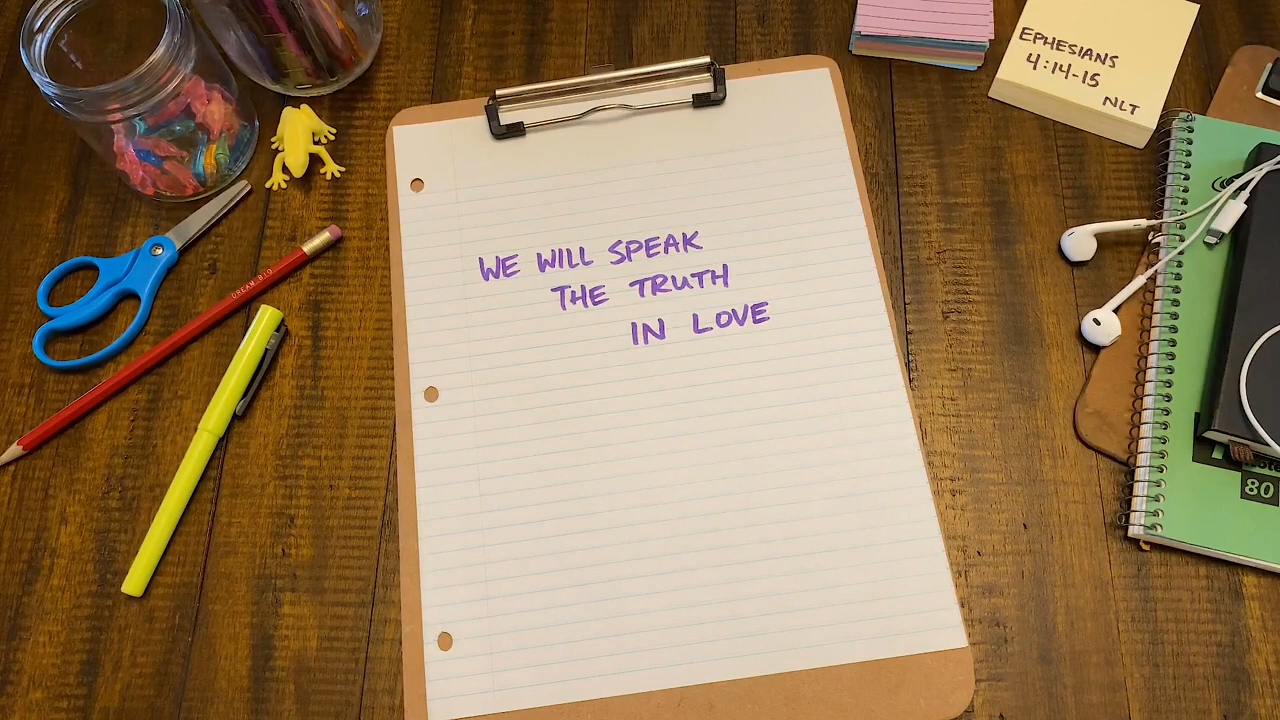 EPHESIANS
4:14-15
NLT
WE WILL SPEAK
THE TRUTH
IN LOVE
DREAM BIG
80